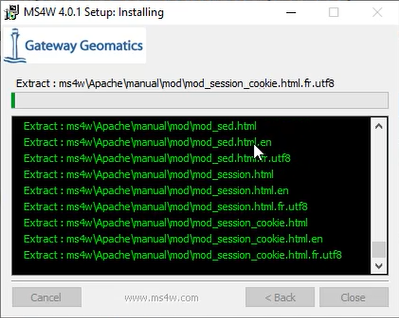 MS4W 4.0.1 Setup: Installing
Gateway Geomatics
Extract : ms4w\Apache\manual\mod\mod_session_cookie.html.fr.utf8
Extract : ms4w\Apache\manual\mod\mod_sed.html
Extract : ms4w\Apache\manual\mod\mod_sed.html.en
Extract : ms4w\Apache\manual\mod\mod_sed.html.fr.utf8
Extract : ms4w\Apache\manual\mod\mod_session.html
Extract : ms4w\Apache\manual\mod\mod_session.html.en
Extract : ms4w\Apache\manual\mod\mod_session.html.fr.utf8
Extract : ms4w\Apache\manual\mod\mod_session_cookie.html
Extract : ms4w\Apache\manual\mod\mod_session_cookie.html.en
Extract : ms4w\Apache\manual\mod\mod_session_cookie.html.fr.utf8
Cancel www.ms4w.com < Back Close